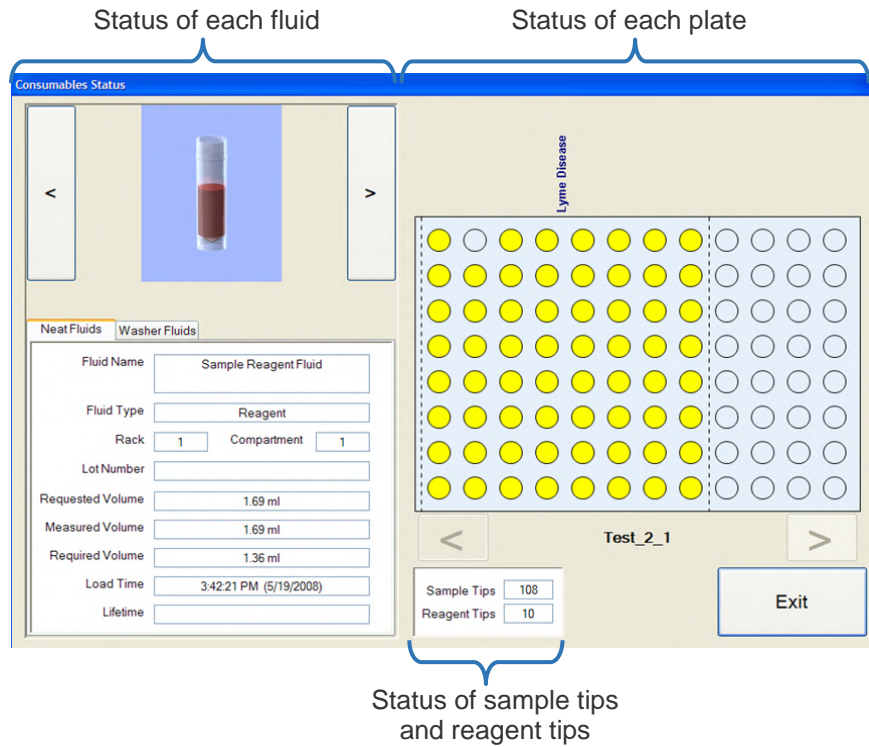 Status of each fluid
Status of each plate
Consumables Status
<
>
Lyme Disease
Neat Fluids
Washer Fluids
Fluid Name Sample Reagent Fluid
Fluid Type Reagent
Rack 1 Compartment 1
Lot Number
Requested Volume 1.69 ml
Measured Volume 1.69 ml
Required Volume 1.36 ml
Load Time 3:42:21 PM (5/19/2008)
Lifetime
< Test_2_1 >
Sample Tips 108
Reagent Tips 10
Exit
Status of sample tips
and reagent tips